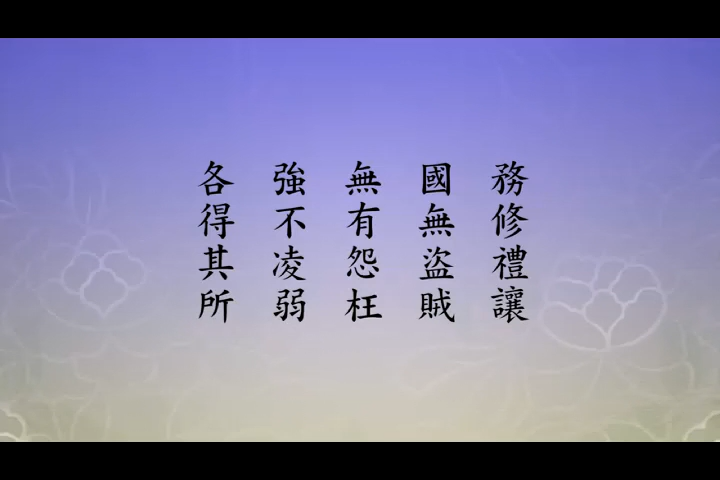 務修禮讓
國無盜賊
無有怨枉
強不凌弱
各得其所